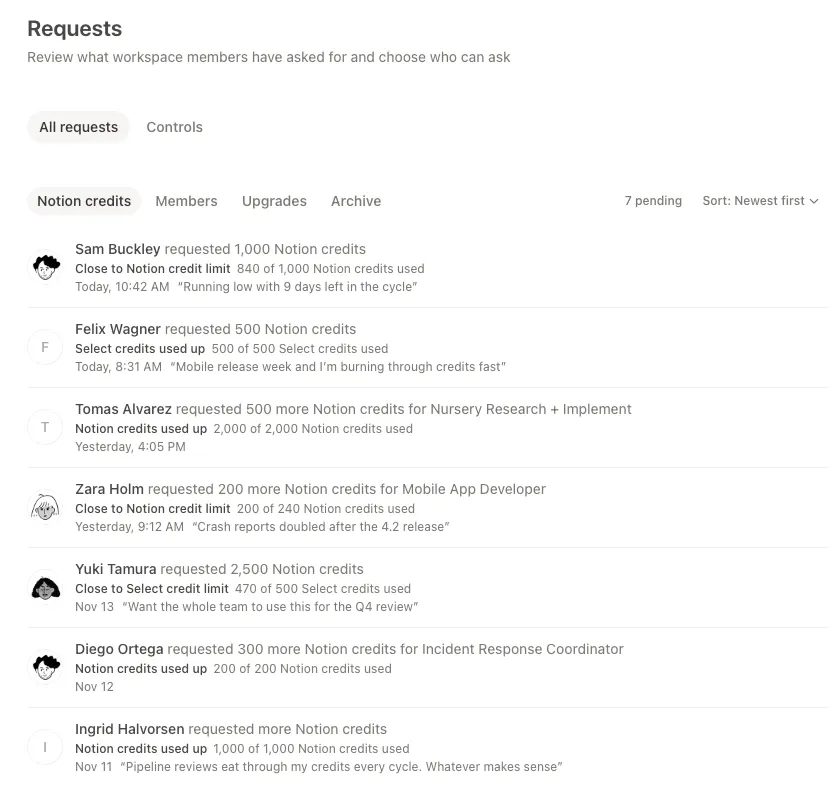 Requests
Review what workspace members have asked for and choose who can ask
All requests Controls
Notion credits Members Upgrades Archive 7 pending Sort: Newest first
Sam Buckley requested 1,000 Notion credits
Close to Notion credit limit 840 of 1,000 Notion credits used
Today, 10:42 AM “Running low with 9 days left in the cycle”
F
Felix Wagner requested 500 Notion credits
Select credits used up 500 of 500 Select credits used
Today, 8:31 AM “Mobile release week and I’m burning through credits fast”
T
Tomas Alvarez requested 500 more Notion credits for Nursery Research + Implement
Notion credits used up 2,000 of 2,000 Notion credits used
Yesterday, 4:05 PM
Zara Holm requested 200 more Notion credits for Mobile App Developer
Close to Notion credit limit 200 of 240 Notion credits used
Yesterday, 9:12 AM “Crash reports doubled after the 4.2 release”
Yuki Tamura requested 2,500 Notion credits
Close to Select credit limit 470 of 500 Select credits used
Nov 13 “Want the whole team to use this for the Q4 review”
Diego Ortega requested 300 more Notion credits for Incident Response Coordinator
Notion credits used up 200 of 200 Notion credits used
Nov 12
I
Ingrid Halvorsen requested more Notion credits
Notion credits used up 1,000 of 1,000 Notion credits used
Nov 11 “Pipeline reviews eat through my credits every cycle. Whatever makes sense”